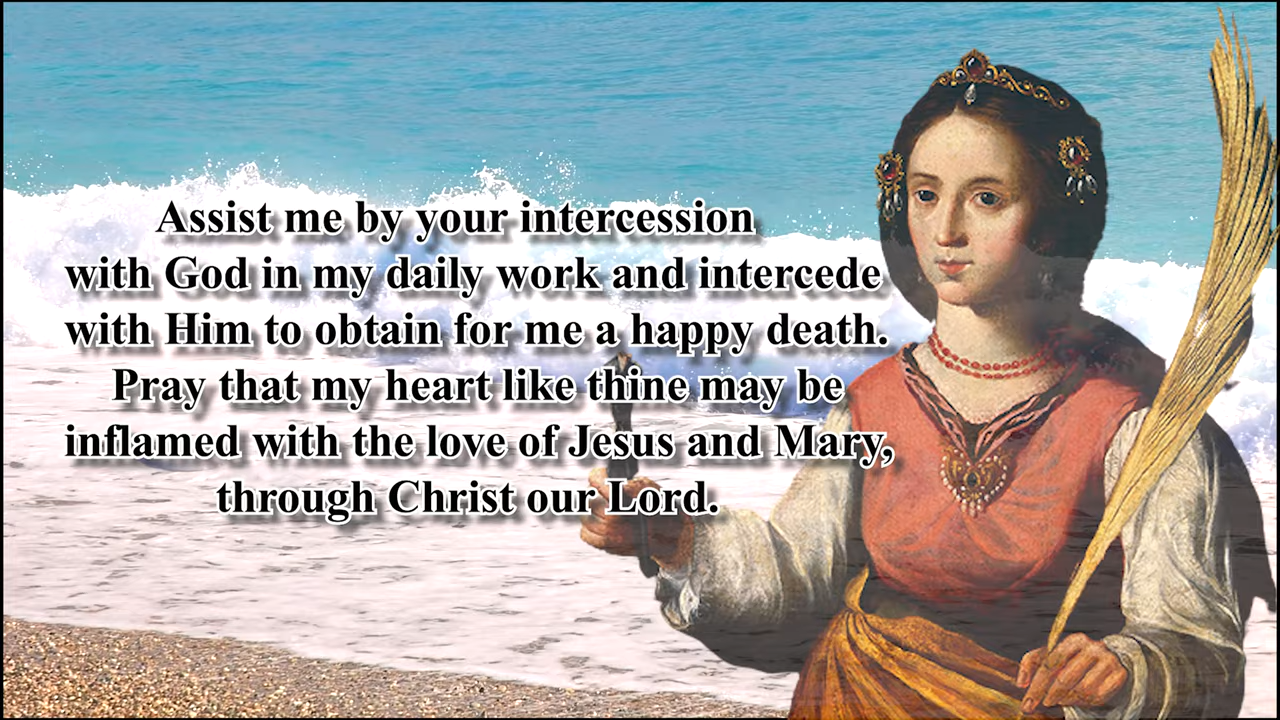 Assist me by your intercession
with God in my daily work and intercede
with Him to obtain for me a happy death.
Pray that my heart like thine may be
inflamed with the love of Jesus and Mary,
through Christ our Lord.